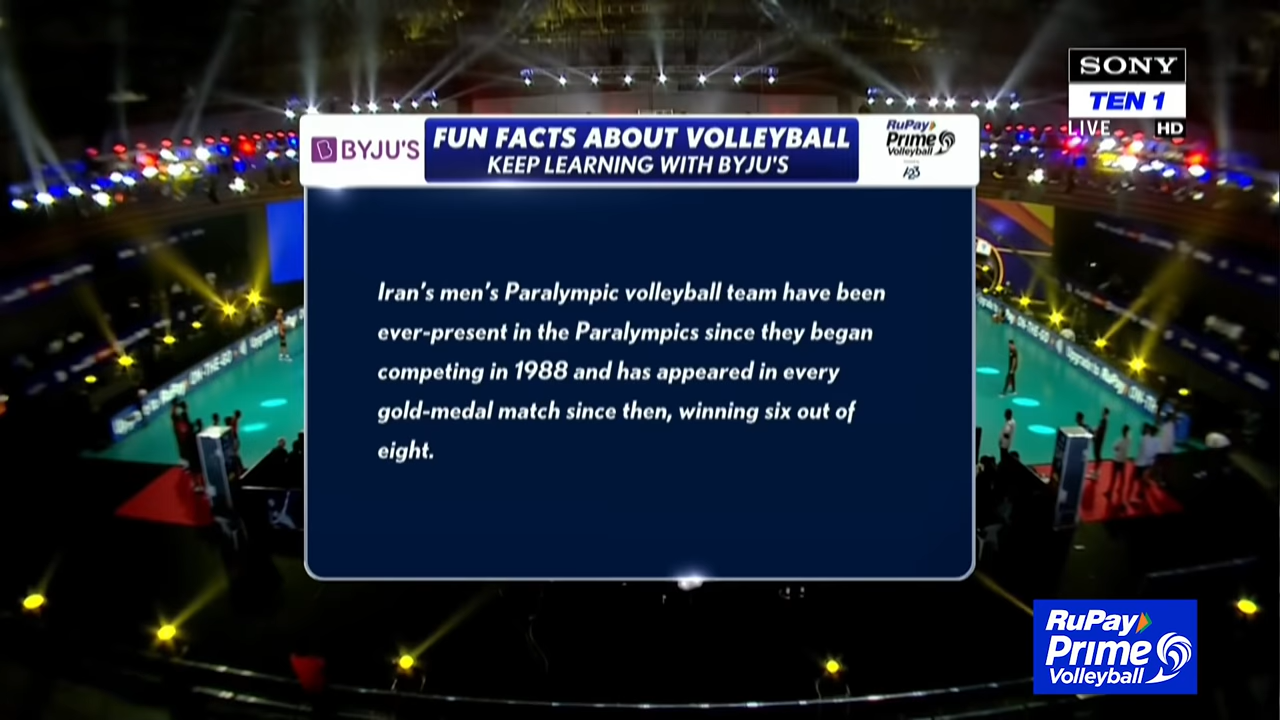 SONY
TEN 1
LIVE HD
BYJU'S
FUN FACTS ABOUT VOLLEYBALL
KEEP LEARNING WITH BYJU'S
RuPay
Prime
Volleyball
A23
Iran's men's Paralympic volleyball team have been
ever-present in the Paralympics since they began
competing in 1988 and has appeared in every
gold-medal match since then, winning six out of
eight.
RuPay
Prime
Volleyball